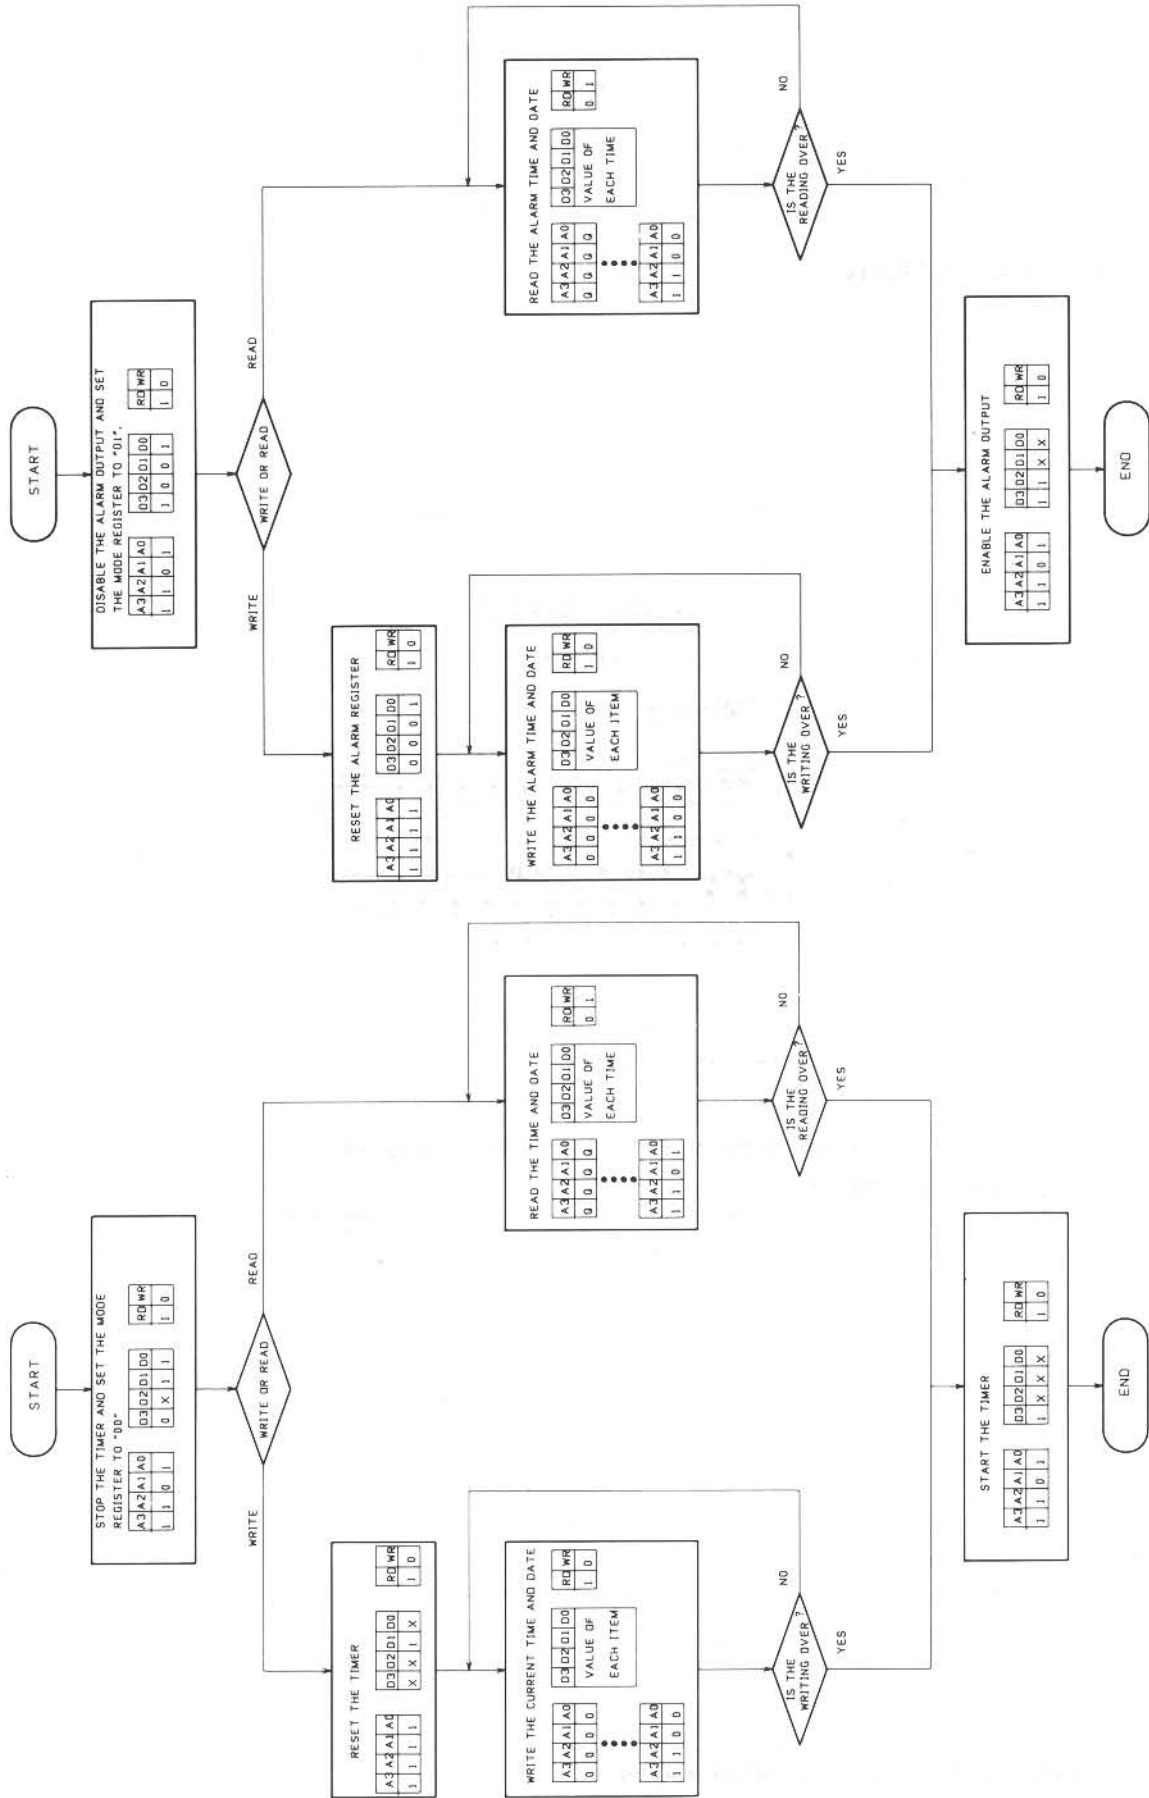 START
STOP THE TIMER AND SET THE MODE
REGISTER TO "DD"
A3 A2 A1 A0 D3 D2 D1 D0 RD WR
1 1 0 1 0 X 1 1 1 0
WRITE OR READ
WRITE
READ
RESET THE TIMER
A3 A2 A1 A0 D3 D2 D1 D0 RD WR
1 1 1 1 X X 1 X 1 0
WRITE THE CURRENT TIME AND DATE
A3 A2 A1 A0 D3 D2 D1 D0 RD WR
0 0 0 0 VALUE OF 1 0
EACH ITEM
A3 A2 A1 A0
1 1 0 0
IS THE
WRITING OVER?
NO
YES
READ THE TIME AND DATE
A3 A2 A1 A0 D3 D2 D1 D0 RD WR
Q Q Q Q VALUE OF 0 1
EACH TIME
A3 A2 A1 A0
1 1 0 1
IS THE
READING OVER?
NO
YES
START THE TIMER
A3 A2 A1 A0 D3 D2 D1 D0 RD WR
1 1 0 1 1 X X X 1 0
END
START
DISABLE THE ALARM OUTPUT AND SET
THE MODE REGISTER TO "01".
A3 A2 A1 A0 D3 D2 D1 D0 RD WR
1 1 0 1 1 0 0 1 1 0
WRITE OR READ
WRITE
READ
RESET THE ALARM REGISTER
A3 A2 A1 A0 D3 D2 D1 D0 RD WR
1 1 1 1 0 0 0 1 1 0
WRITE THE ALARM TIME AND DATE
A3 A2 A1 A0 D3 D2 D1 D0 RD WR
0 0 0 0 VALUE OF 1 0
EACH ITEM
A3 A2 A1 A0
1 1 0 0
IS THE
WRITING OVER?
NO
YES
READ THE ALARM TIME AND DATE
A3 A2 A1 A0 D3 D2 D1 D0 RD WR
Q Q Q Q VALUE OF 0 1
EACH TIME
A3 A2 A1 A0
1 1 0 0
IS THE
READING OVER?
NO
YES
ENABLE THE ALARM OUTPUT
A3 A2 A1 A0 D3 D2 D1 D0 RD WR
1 1 0 1 1 1 X X 1 0
END